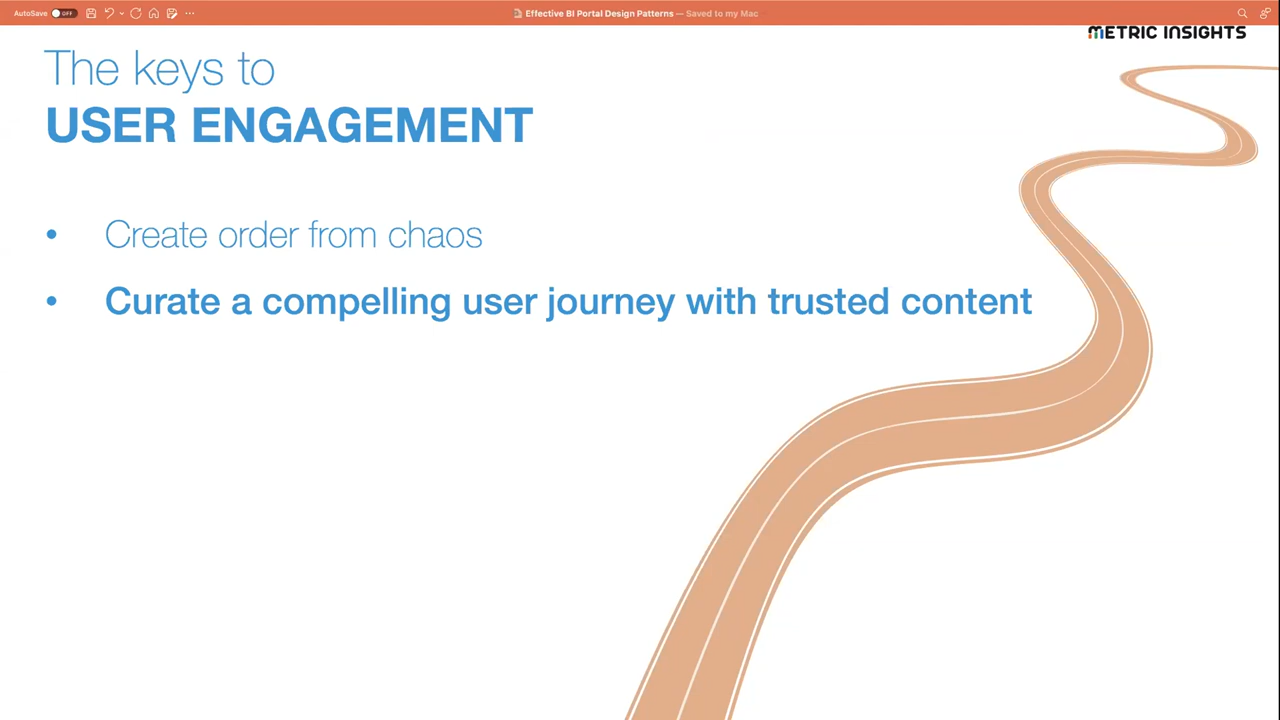 AutoSave OFF
Effective BI Portal Design Patterns — Saved to my Mac
METRIC INSIGHTS
The keys to
USER ENGAGEMENT
• Create order from chaos
• Curate a compelling user journey with trusted content